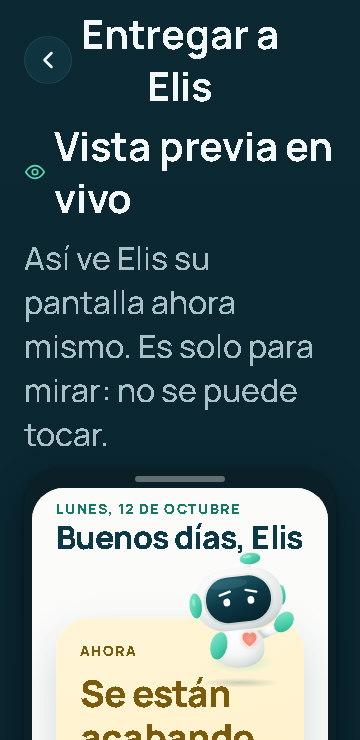 Entregar a
Elis
Vista previa en
vivo
Así ve Elis su
pantalla ahora
mismo. Es solo para
mirar: no se puede
tocar.
LUNES, 12 DE OCTUBRE
Buenos días, Elis
AHORA
Se están
acabando